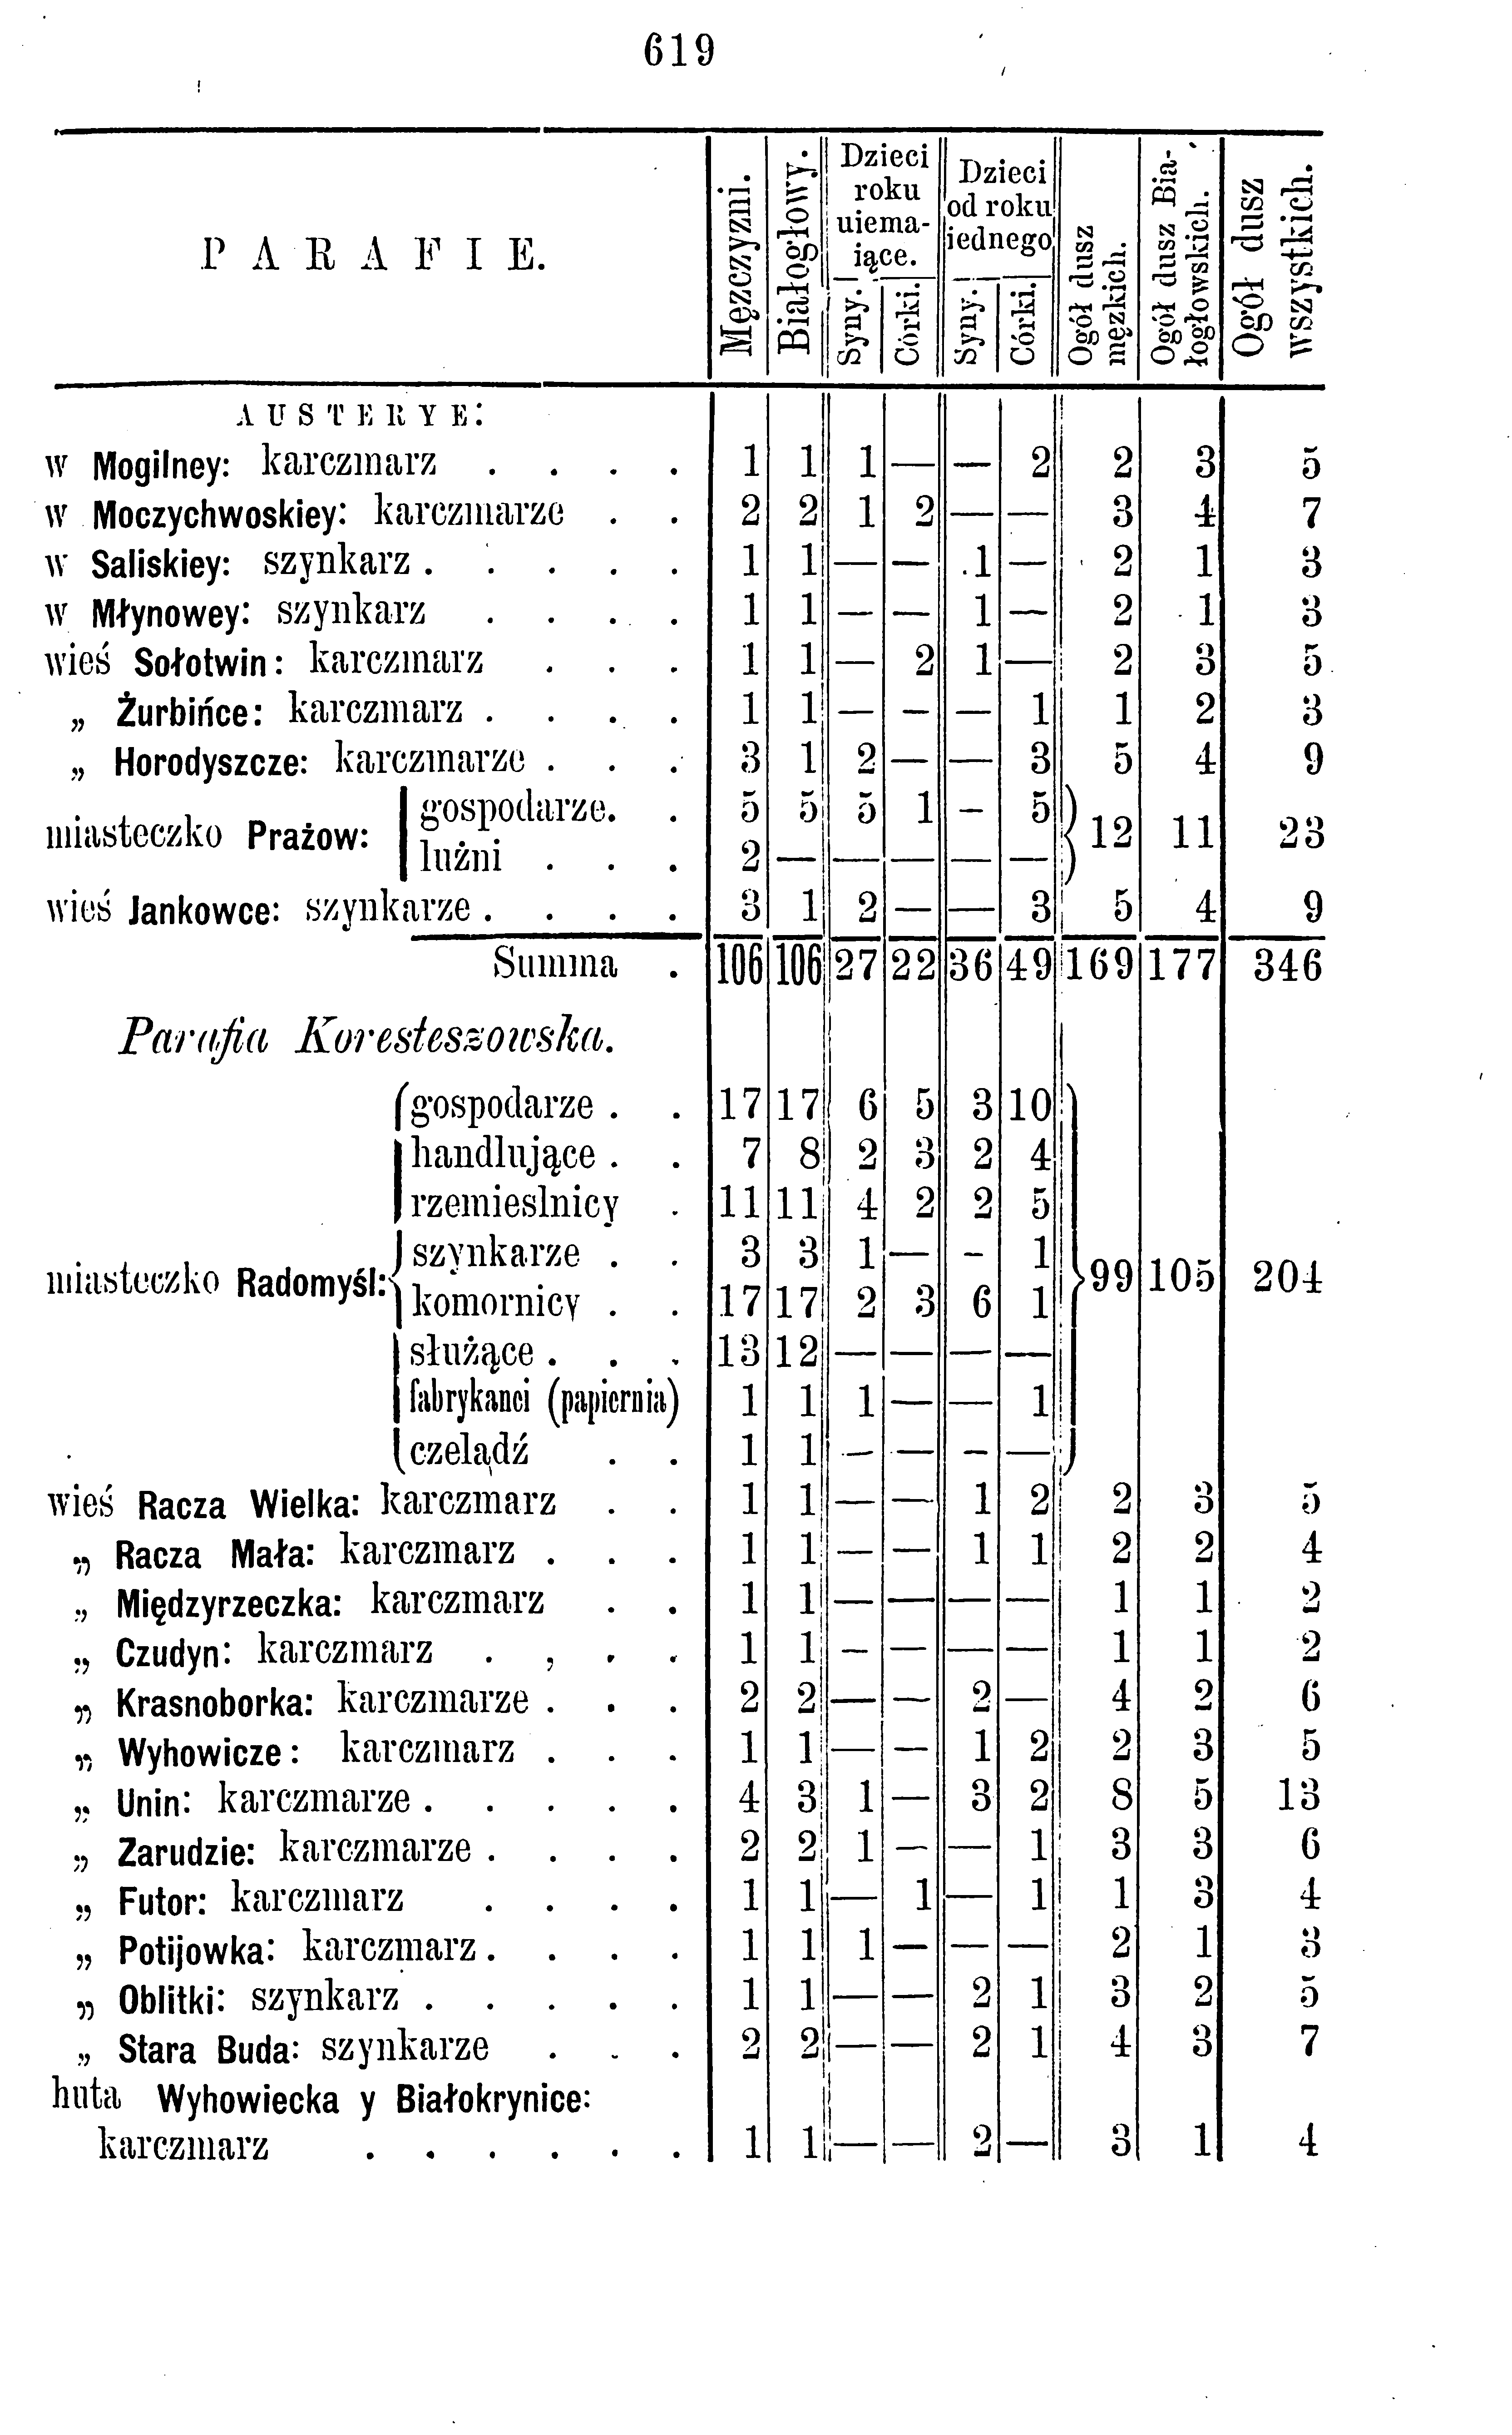 619
PARAFIE. Mężczyzni. Białogłowy. Dzieci roku uiema-iące. Syny. Córki. Dzieci od roku iednego Syny. Córki. Ogół dusz męzkich. Ogół dusz Bia-łogłowskich. Ogół dusz wszystkich.
AUSTERYE:
w Mogilney: karczmarz . . . . 1 1 1 — — 2 2 3 5
w Moczychwoskiey: karczmarze . . 2 2 1 2 — — 3 4 7
w Saliskiey: szynkarz . . . . . 1 1 — — 1 — 2 1 3
w Młynowey: szynkarz . . . . 1 1 — — 1 — 2 1 3
wieś Sołotwin: karczmarz . . . 1 1 — 2 1 — 2 3 5
„ Żurbińce: karczmarz . . . . 1 1 — — — 1 1 2 3
„ Horodyszcze: karczmarze . . . 3 1 2 — — 3 5 4 9
miasteczko Prażow: gospodarze. . 5 5 5 1 — 5 12 11 23
luźni . . . 2 — — — — —
wieś Jankowce: szynkarze . . . . 3 1 2 — — 3 5 4 9
Summa . 106 106 27 22 36 49 169 177 346
Parafia Koresteszowska.
gospodarze . . 17 17 6 5 3 10
handlujące . . 7 8 2 3 2 4
rzemieslnicy . 11 11 4 2 2 5
miasteczko Radomyśl: szynkarze . . 3 3 1 — — 1 99 105 204
komornicy . . 17 17 2 3 6 1
służące . . . 13 12 — — — —
fabrykanci (papiernia) 1 1 1 — — 1
czelądź . . 1 1 — — — —
wieś Racza Wielka: karczmarz . . 1 1 — — 1 2 2 3 5
„ Racza Mała: karczmarz . . . 1 1 — — 1 1 2 2 4
„ Międzyrzeczka: karczmarz . . 1 1 — — — — 1 1 2
„ Czudyn: karczmarz . , . . 1 1 — — — — 1 1 2
„ Krasnoborka: karczmarze . . . 2 2 — — 2 — 4 2 6
„ Wyhowicze: karczmarz . . . 1 1 — — 1 2 2 3 5
„ Unin: karczmarze . . . . . 4 3 1 — 3 2 8 5 13
„ Zarudzie: karczmarze . . . . 2 2 1 — — 1 3 3 6
„ Futor: karczmarz . . . . 1 1 — 1 — 1 1 3 4
„ Potijowka: karczmarz . . . . 1 1 1 — — — 2 1 3
„ Oblitki: szynkarz . . . . . 1 1 — — 2 1 3 2 5
„ Stara Buda: szynkarze . . . 2 2 — — 2 1 4 3 7
huta Wyhowiecka y Białokrynice:
karczmarz . . . . . . 1 1 — — 2 — 3 1 4